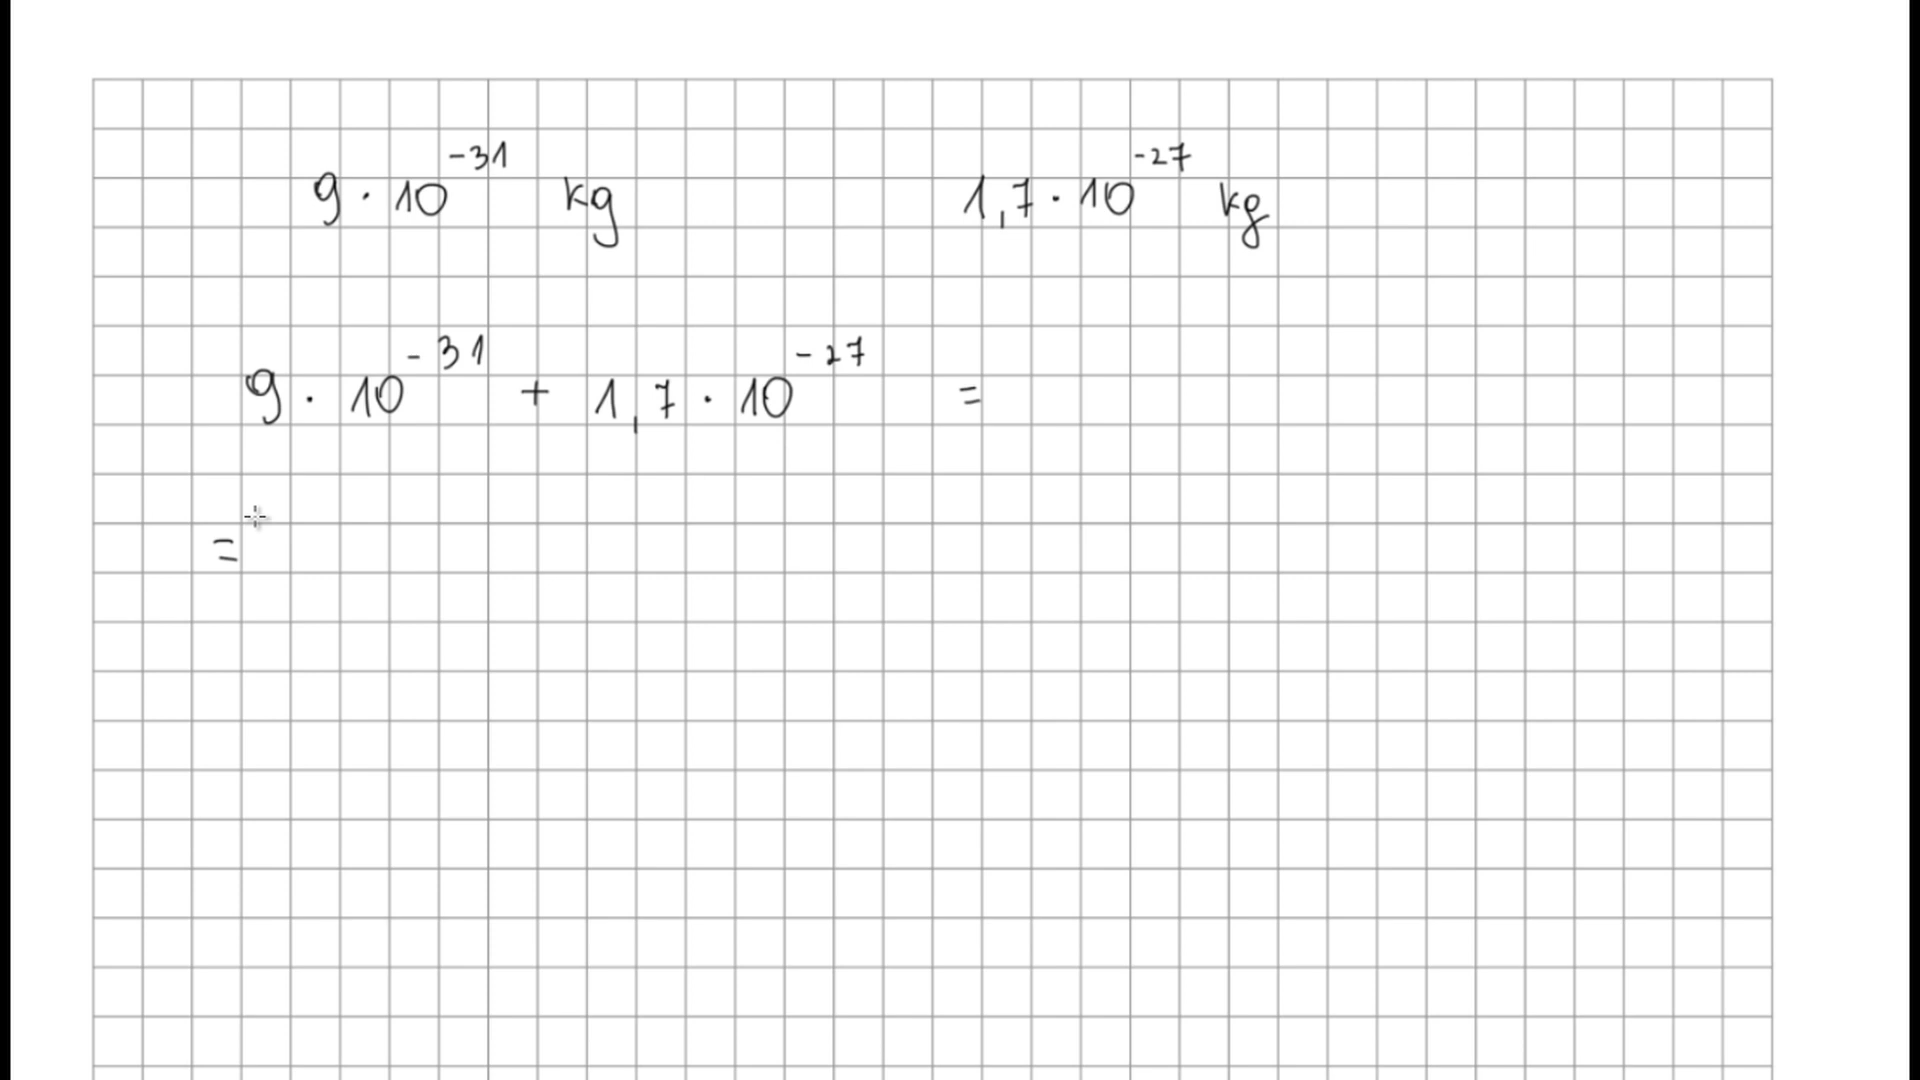 9 · 10⁻³¹ kg 1,7 · 10⁻²⁷ kg
9 · 10⁻³¹ + 1,7 · 10⁻²⁷ =
=